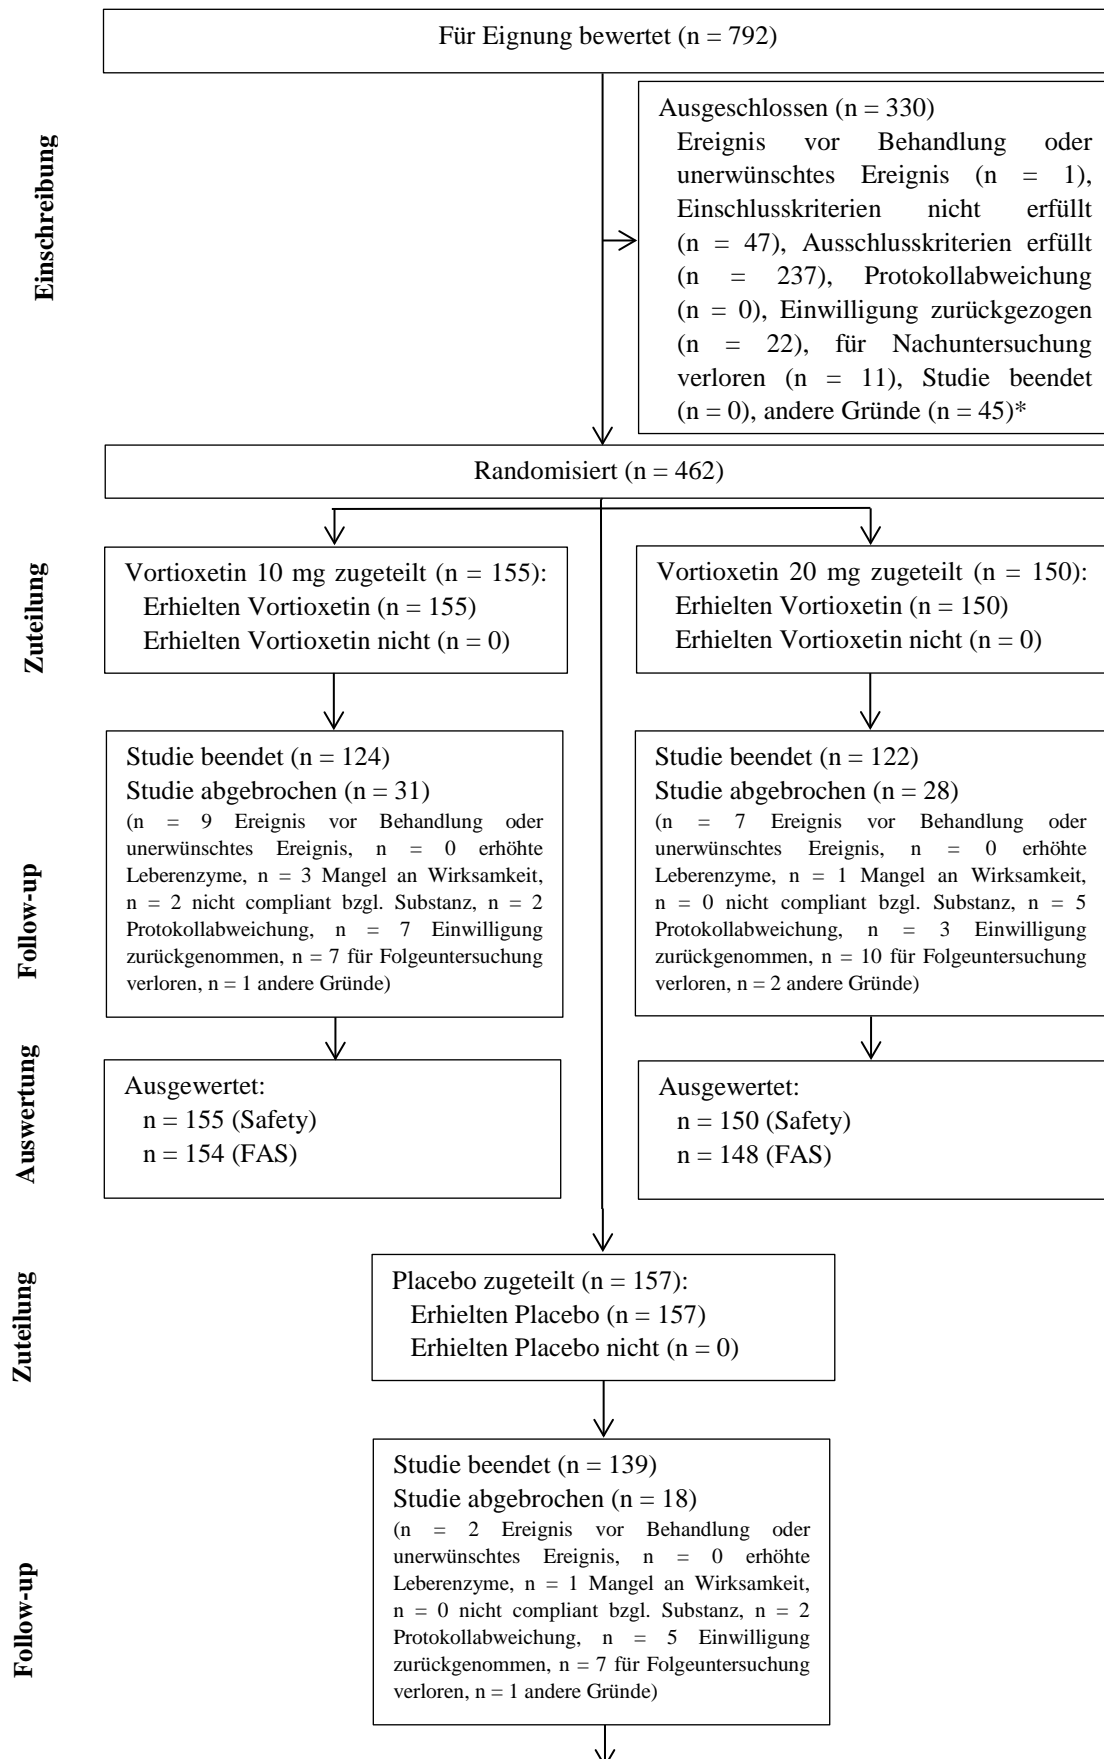 Für Eignung bewertet (n = 792)
Einschreibung
Ausgeschlossen (n = 330)
Ereignis vor Behandlung oder
unerwünschtes Ereignis (n = 1),
Einschlusskriterien nicht erfüllt
(n = 47), Ausschlusskriterien erfüllt
(n = 237), Protokollabweichung
(n = 0), Einwilligung zurückgezogen
(n = 22), für Nachuntersuchung
verloren (n = 11), Studie beendet
(n = 0), andere Gründe (n = 45)*
Randomisiert (n = 462)
Zuteilung
Vortioxetin 10 mg zugeteilt (n = 155):
Erhielten Vortioxetin (n = 155)
Erhielten Vortioxetin nicht (n = 0)
Vortioxetin 20 mg zugeteilt (n = 150):
Erhielten Vortioxetin (n = 150)
Erhielten Vortioxetin nicht (n = 0)
Follow-up
Studie beendet (n = 124)
Studie abgebrochen (n = 31)
(n = 9 Ereignis vor Behandlung oder
unerwünschtes Ereignis, n = 0 erhöhte
Leberenzyme, n = 3 Mangel an Wirksamkeit,
n = 2 nicht compliant bzgl. Substanz, n = 2
Protokollabweichung, n = 7 Einwilligung
zurückgenommen, n = 7 für Folgeuntersuchung
verloren, n = 1 andere Gründe)
Studie beendet (n = 122)
Studie abgebrochen (n = 28)
(n = 7 Ereignis vor Behandlung oder
unerwünschtes Ereignis, n = 0 erhöhte
Leberenzyme, n = 1 Mangel an Wirksamkeit,
n = 0 nicht compliant bzgl. Substanz, n = 5
Protokollabweichung, n = 3 Einwilligung
zurückgenommen, n = 10 für Folgeuntersuchung
verloren, n = 2 andere Gründe)
Auswertung
Ausgewertet:
n = 155 (Safety)
n = 154 (FAS)
Ausgewertet:
n = 150 (Safety)
n = 148 (FAS)
Zuteilung
Placebo zugeteilt (n = 157):
Erhielten Placebo (n = 157)
Erhielten Placebo nicht (n = 0)
Follow-up
Studie beendet (n = 139)
Studie abgebrochen (n = 18)
(n = 2 Ereignis vor Behandlung oder
unerwünschtes Ereignis, n = 0 erhöhte
Leberenzyme, n = 1 Mangel an Wirksamkeit,
n = 0 nicht compliant bzgl. Substanz, n = 2
Protokollabweichung, n = 5 Einwilligung
zurückgenommen, n = 7 für Folgeuntersuchung
verloren, n = 1 andere Gründe)